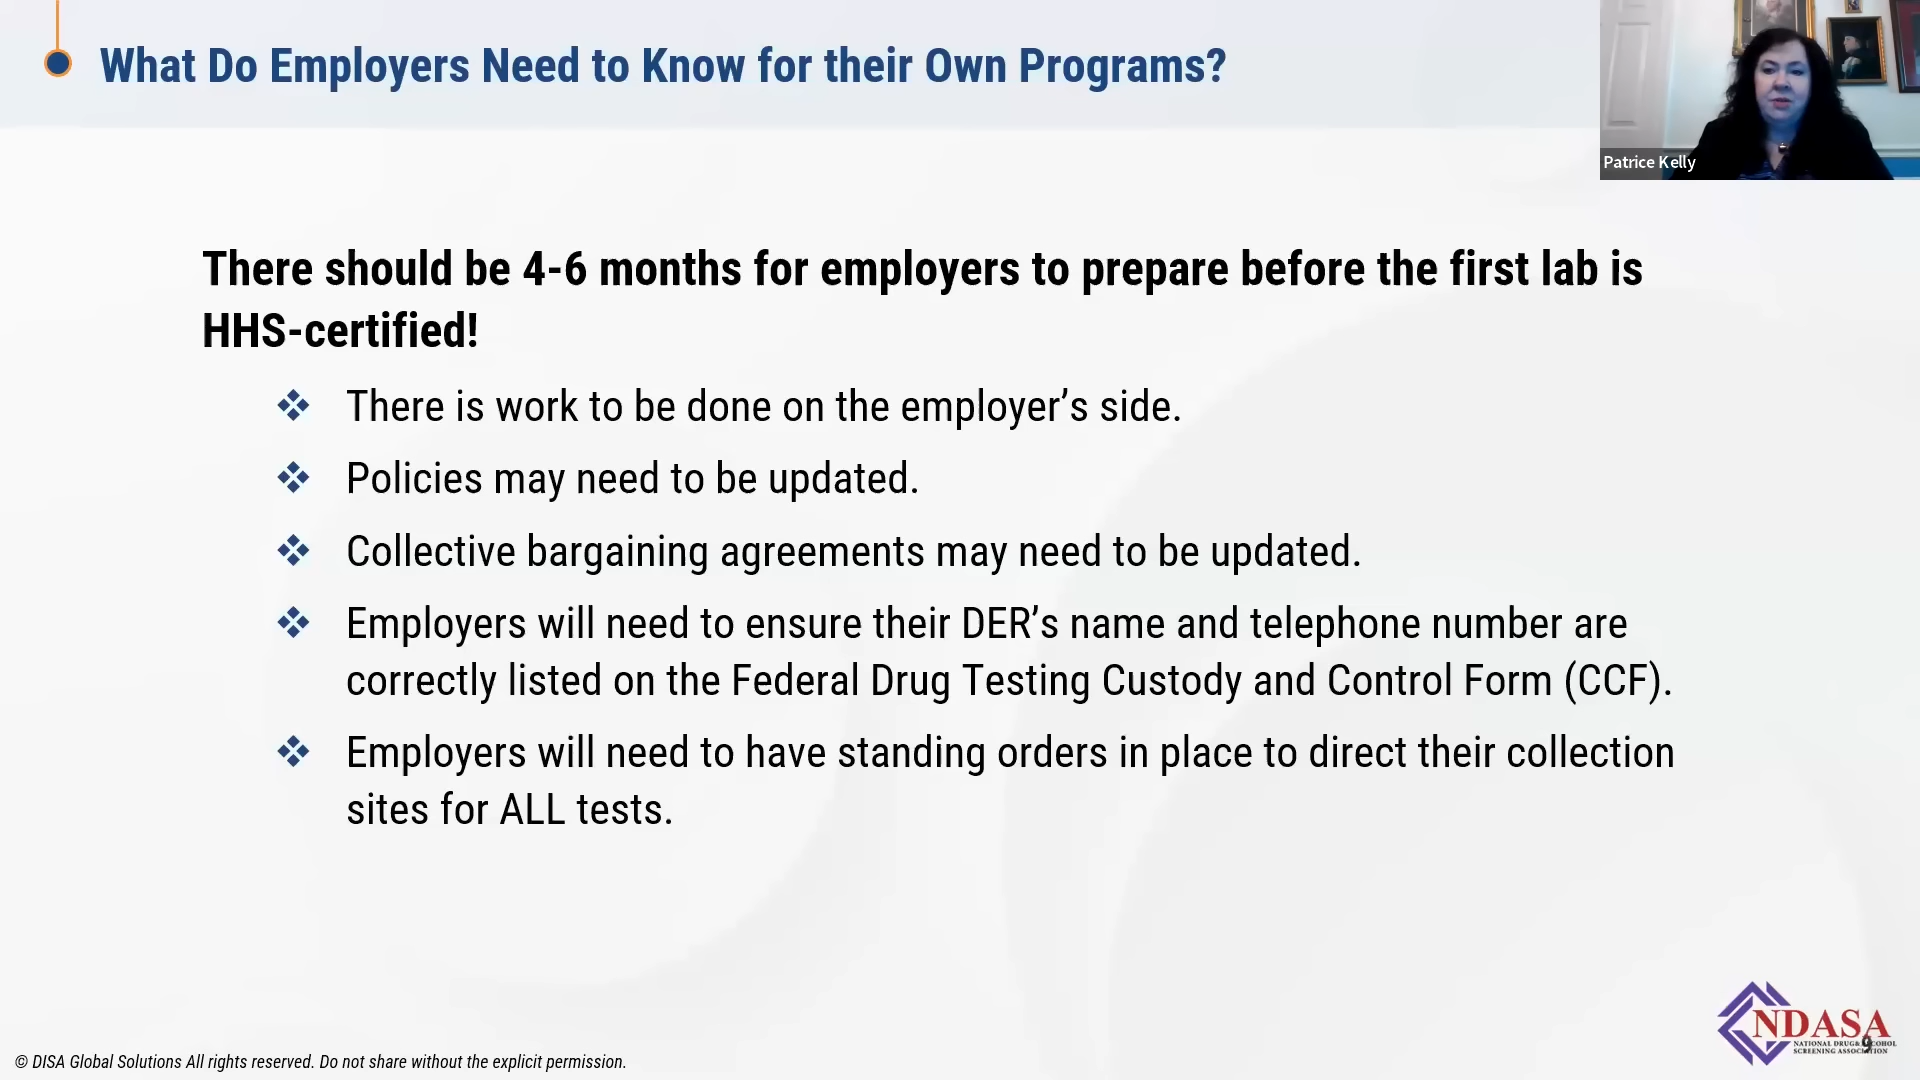 What Do Employers Need to Know for their Own Programs?
Patrice Kelly
There should be 4-6 months for employers to prepare before the first lab is
HHS-certified!
❖ There is work to be done on the employer’s side.
❖ Policies may need to be updated.
❖ Collective bargaining agreements may need to be updated.
❖ Employers will need to ensure their DER’s name and telephone number are
correctly listed on the Federal Drug Testing Custody and Control Form (CCF).
❖ Employers will need to have standing orders in place to direct their collection
sites for ALL tests.
NDASA
NATIONAL DRUG &
SCREENING ASSOCIATION
9
© DISA Global Solutions All rights reserved. Do not share without the explicit permission.